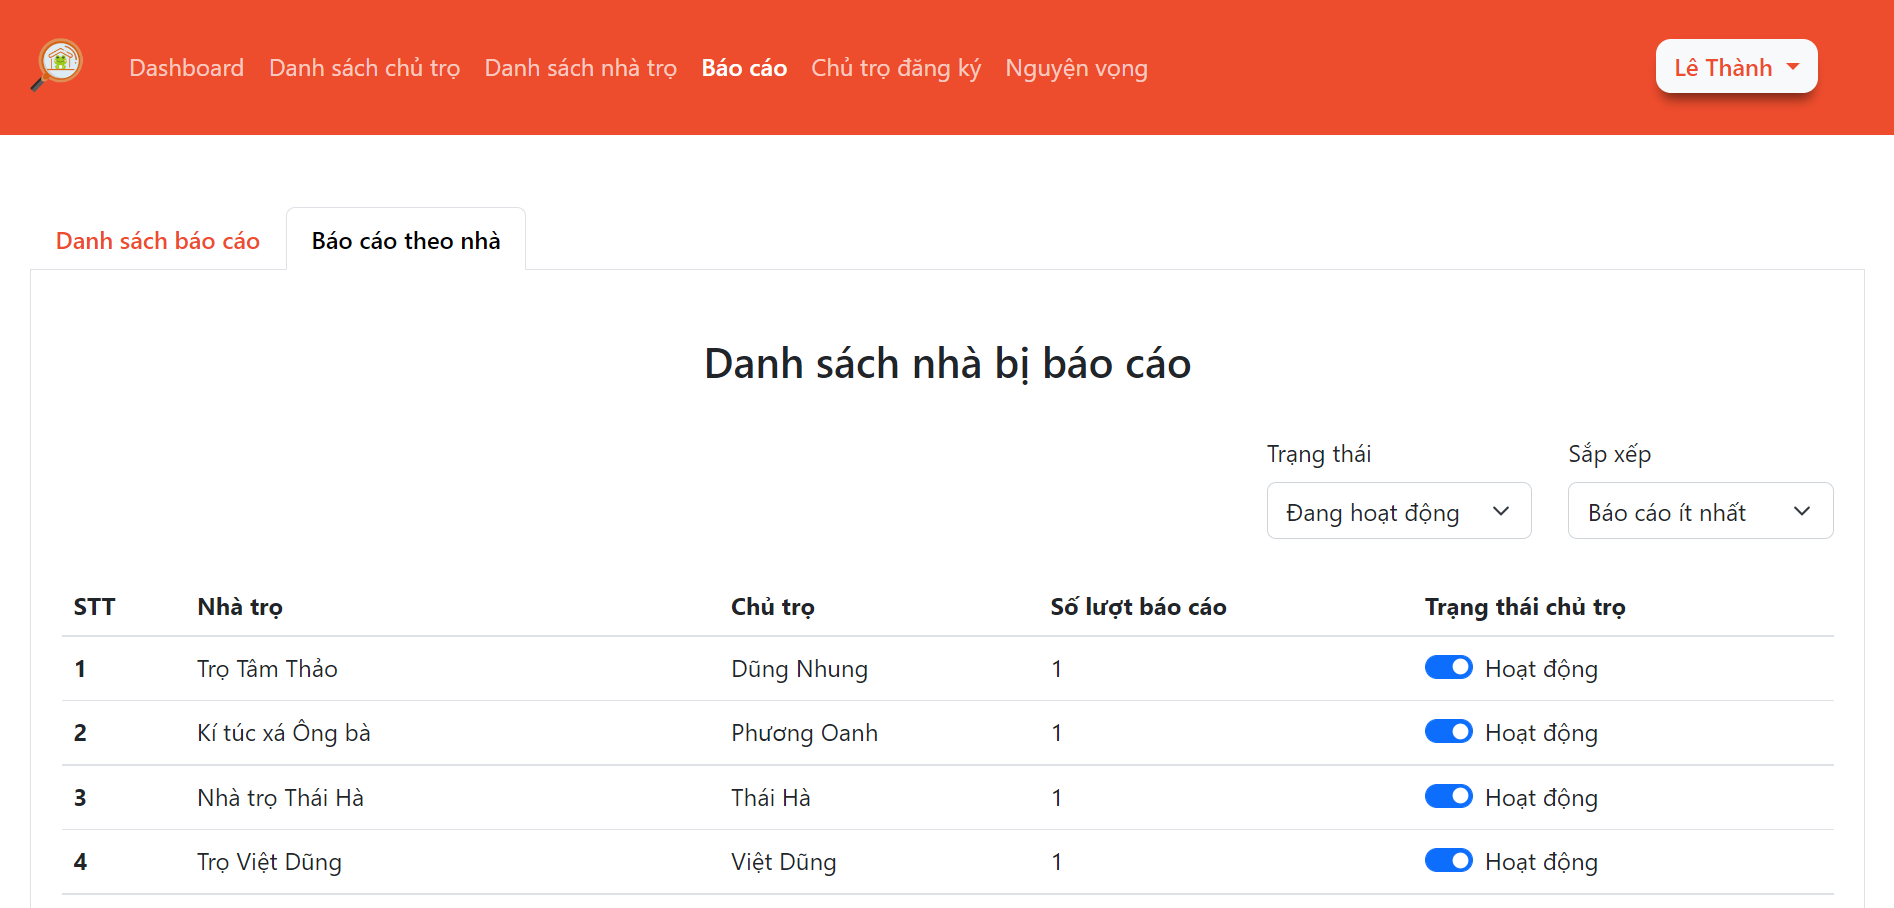 Dashboard Danh sách chủ trọ Danh sách nhà trọ Báo cáo Chủ trọ đăng ký Nguyện vọng Lê Thành
Danh sách báo cáo Báo cáo theo nhà
Danh sách nhà bị báo cáo
Trạng thái Sắp xếp
Đang hoạt động Báo cáo ít nhất
STT Nhà trọ Chủ trọ Số lượt báo cáo Trạng thái chủ trọ
1 Trọ Tâm Thảo Dũng Nhung 1 Hoạt động
2 Kí túc xá Ông bà Phương Oanh 1 Hoạt động
3 Nhà trọ Thái Hà Thái Hà 1 Hoạt động
4 Trọ Việt Dũng Việt Dũng 1 Hoạt động